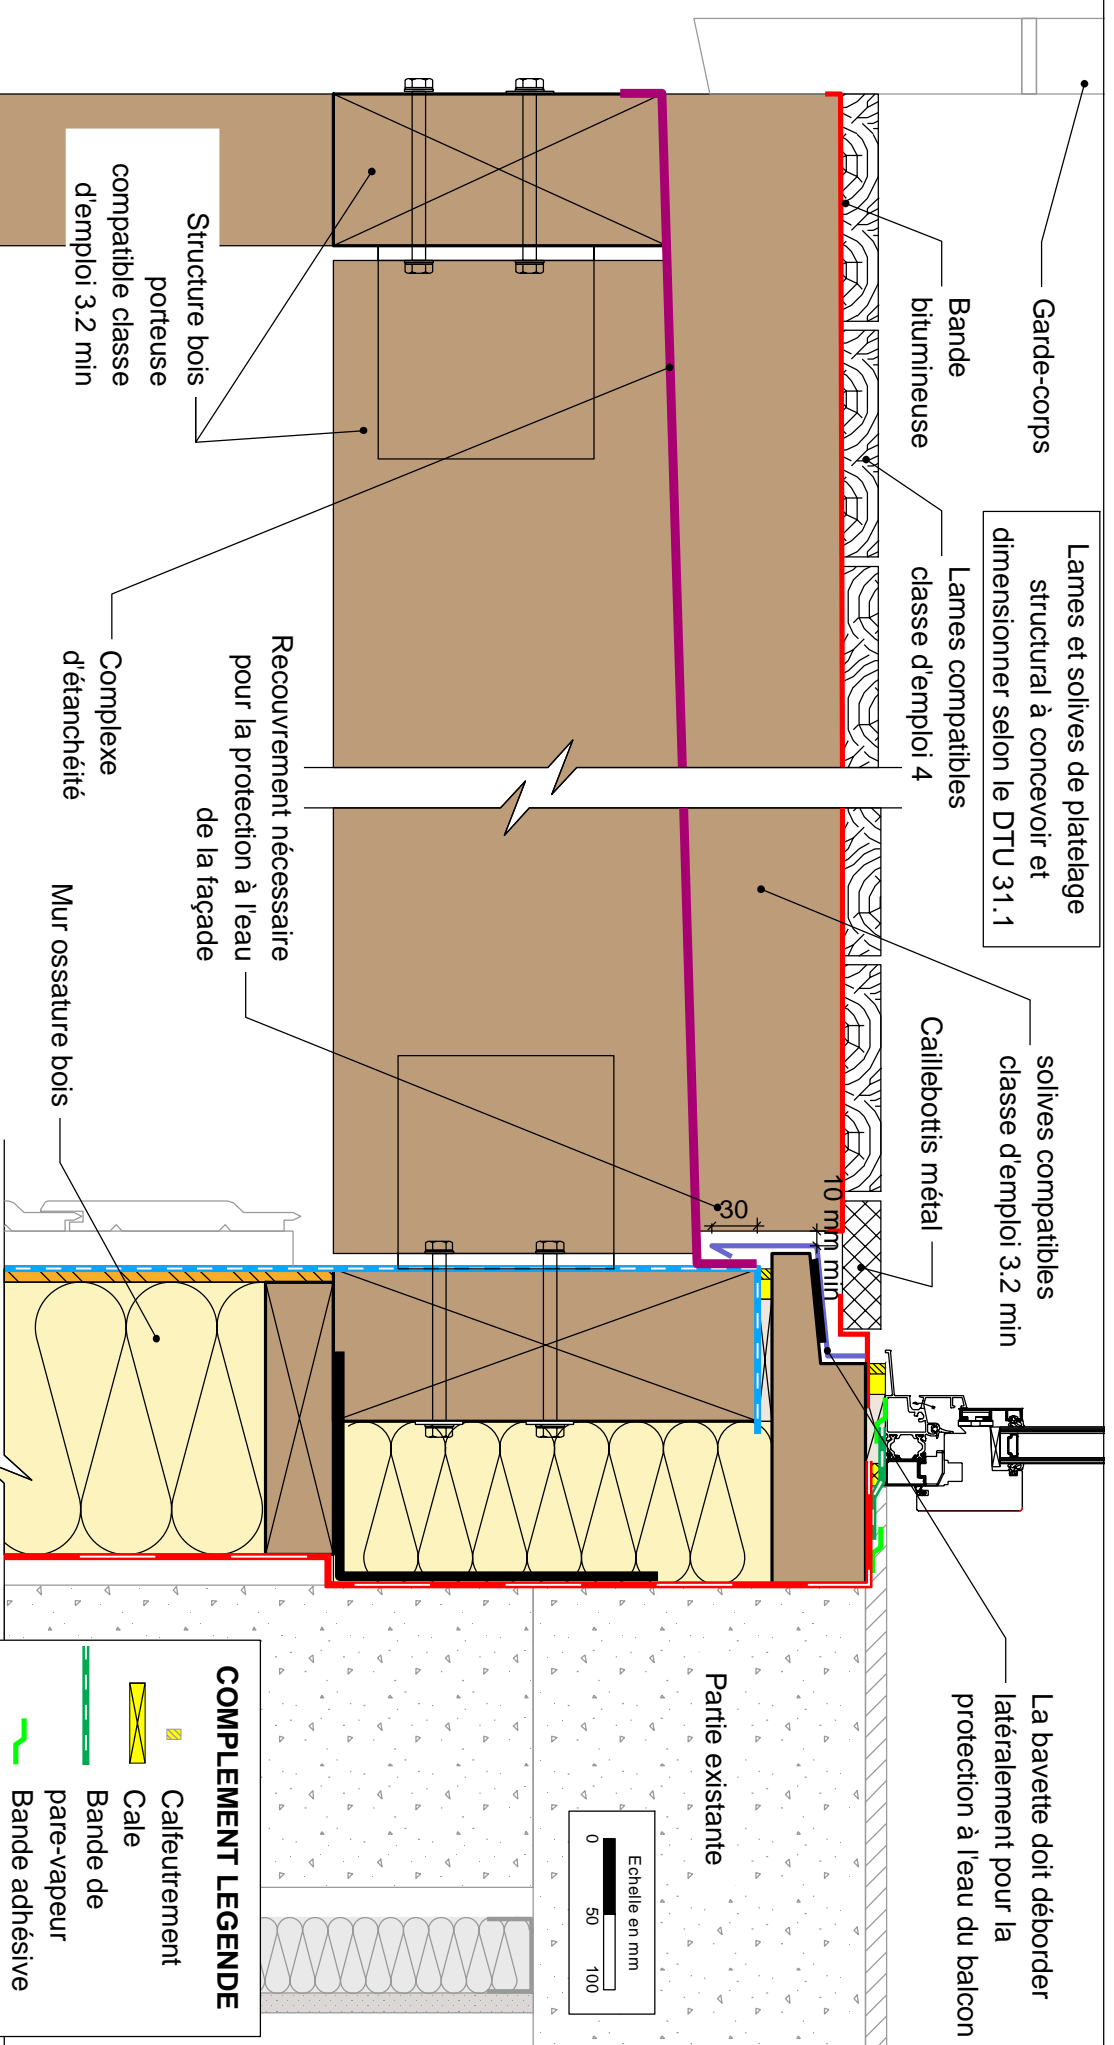 Garde-corps
Bande
bitumineuse
Lames et solives de platelage
structural à concevoir et
dimensionner selon le DTU 31.1
Lames compatibles
classe d'emploi 4
solives compatibles
classe d'emploi 3.2 min
Caillebottis métal
La bavette doit déborder
latéralement pour la
protection à l'eau du balcon
Structure bois
porteuse
compatible classe
d'emploi 3.2 min
Complexe
d'étanchéité
Recouvrement nécessaire
pour la protection à l'eau
de la façade
Mur ossature bois
10 mm min
30
Partie existante
Echelle en mm
0 50 100
COMPLEMENT LEGENDE
Calfeutrement
Cale
Bande de
pare-vapeur
Bande adhésive